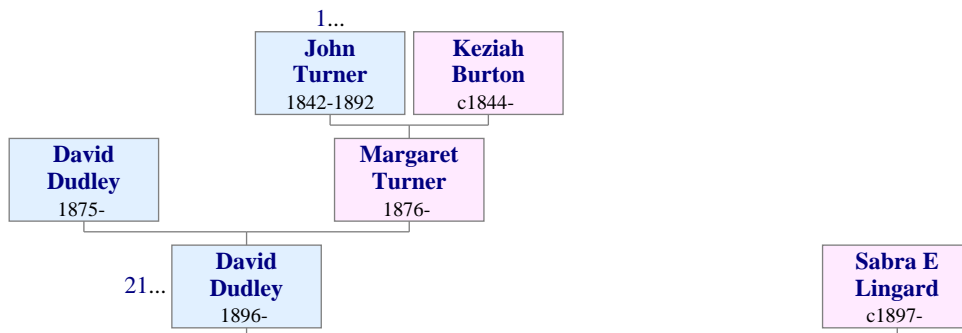 1...
John
Turner
1842-1892
Keziah
Burton
c1844-
David
Dudley
1875-
Margaret
Turner
1876-
21...
David
Dudley
1896-
Sabra E
Lingard
c1897-